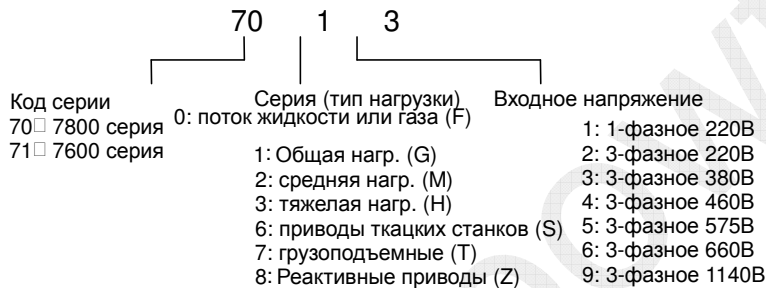 70 1 3
Код серии
70□ 7800 серия
71□ 7600 серия
Серия (тип нагрузки)
0: поток жидкости или газа (F)
1: Общая нагр. (G)
2: средняя нагр. (M)
3: тяжелая нагр. (H)
6: приводы ткацких станков (S)
7: грузоподъемные (T)
8: Реактивные приводы (Z)
Входное напряжение
1: 1-фазное 220В
2: 3-фазное 220В
3: 3-фазное 380В
4: 3-фазное 460В
5: 3-фазное 575В
6: 3-фазное 660В
9: 3-фазное 1140В